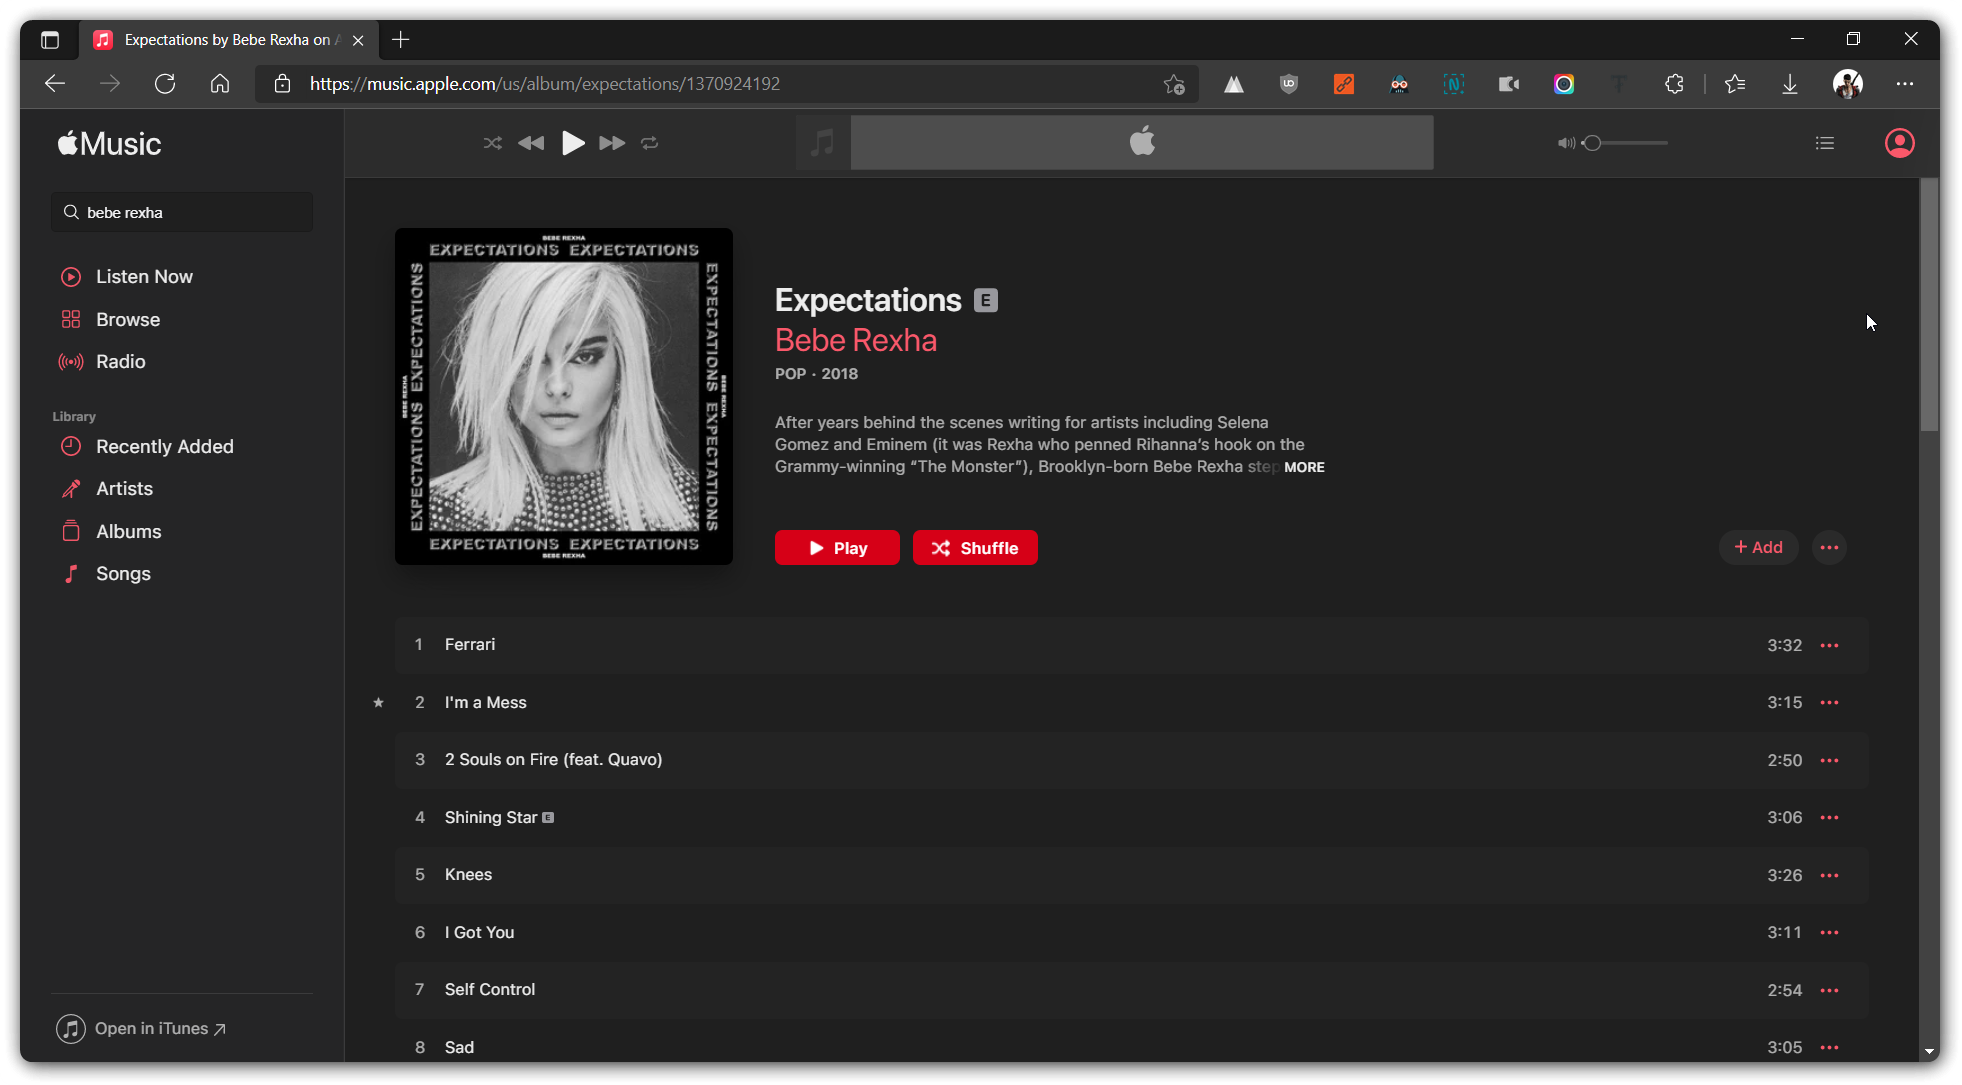 Expectations by Bebe Rexha on A
https://music.apple.com/us/album/expectations/1370924192
Music
bebe rexha
Listen Now
Browse
Radio
Library
Recently Added
Artists
Albums
Songs
Open in iTunes
BEBE REXHA
EXPECTATIONS EXPECTATIONS
EXPECTATIONS EXPECTATIONS
BEBE REXHA
EXPECTATIONS EXPECTATIONS
BEBE REXHA
EXPECTATIONS EXPECTATIONS
BEBE REXHA
Expectations E
Bebe Rexha
POP · 2018
After years behind the scenes writing for artists including Selena
Gomez and Eminem (it was Rexha who penned Rihanna’s hook on the
Grammy-winning “The Monster”), Brooklyn-born Bebe Rexha step MORE
Play
Shuffle
+ Add
1 Ferrari 3:32
★ 2 I'm a Mess 3:15
3 2 Souls on Fire (feat. Quavo) 2:50
4 Shining Star E 3:06
5 Knees 3:26
6 I Got You 3:11
7 Self Control 2:54
8 Sad 3:05